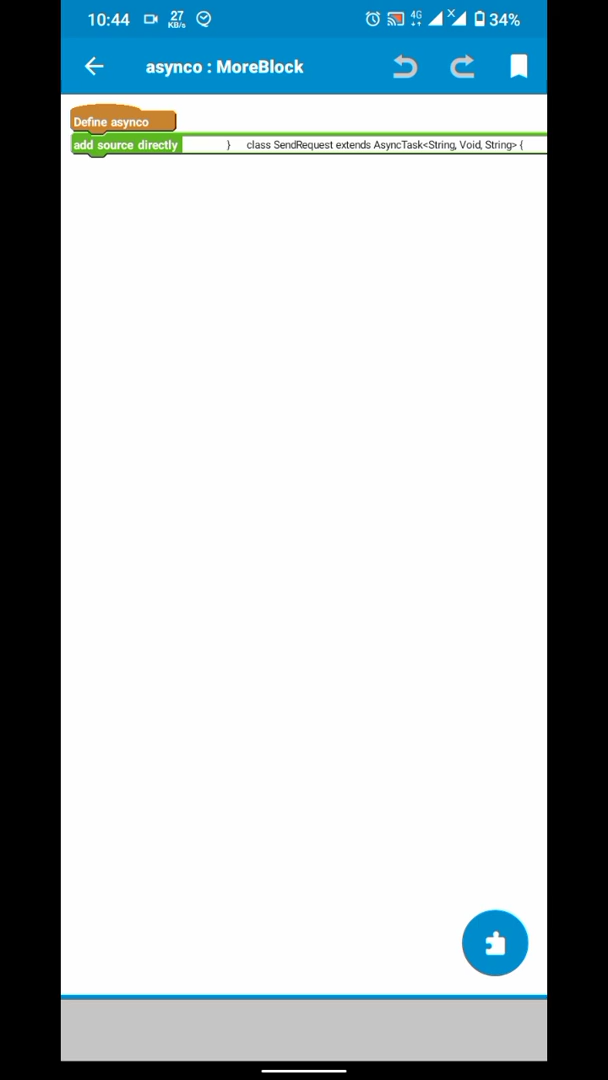 10:44 27 KB/s 4G X 34%
asynco : MoreBlock
Define asynco
add source directly } class SendRequest extends AsyncTask<String, Void, String> {